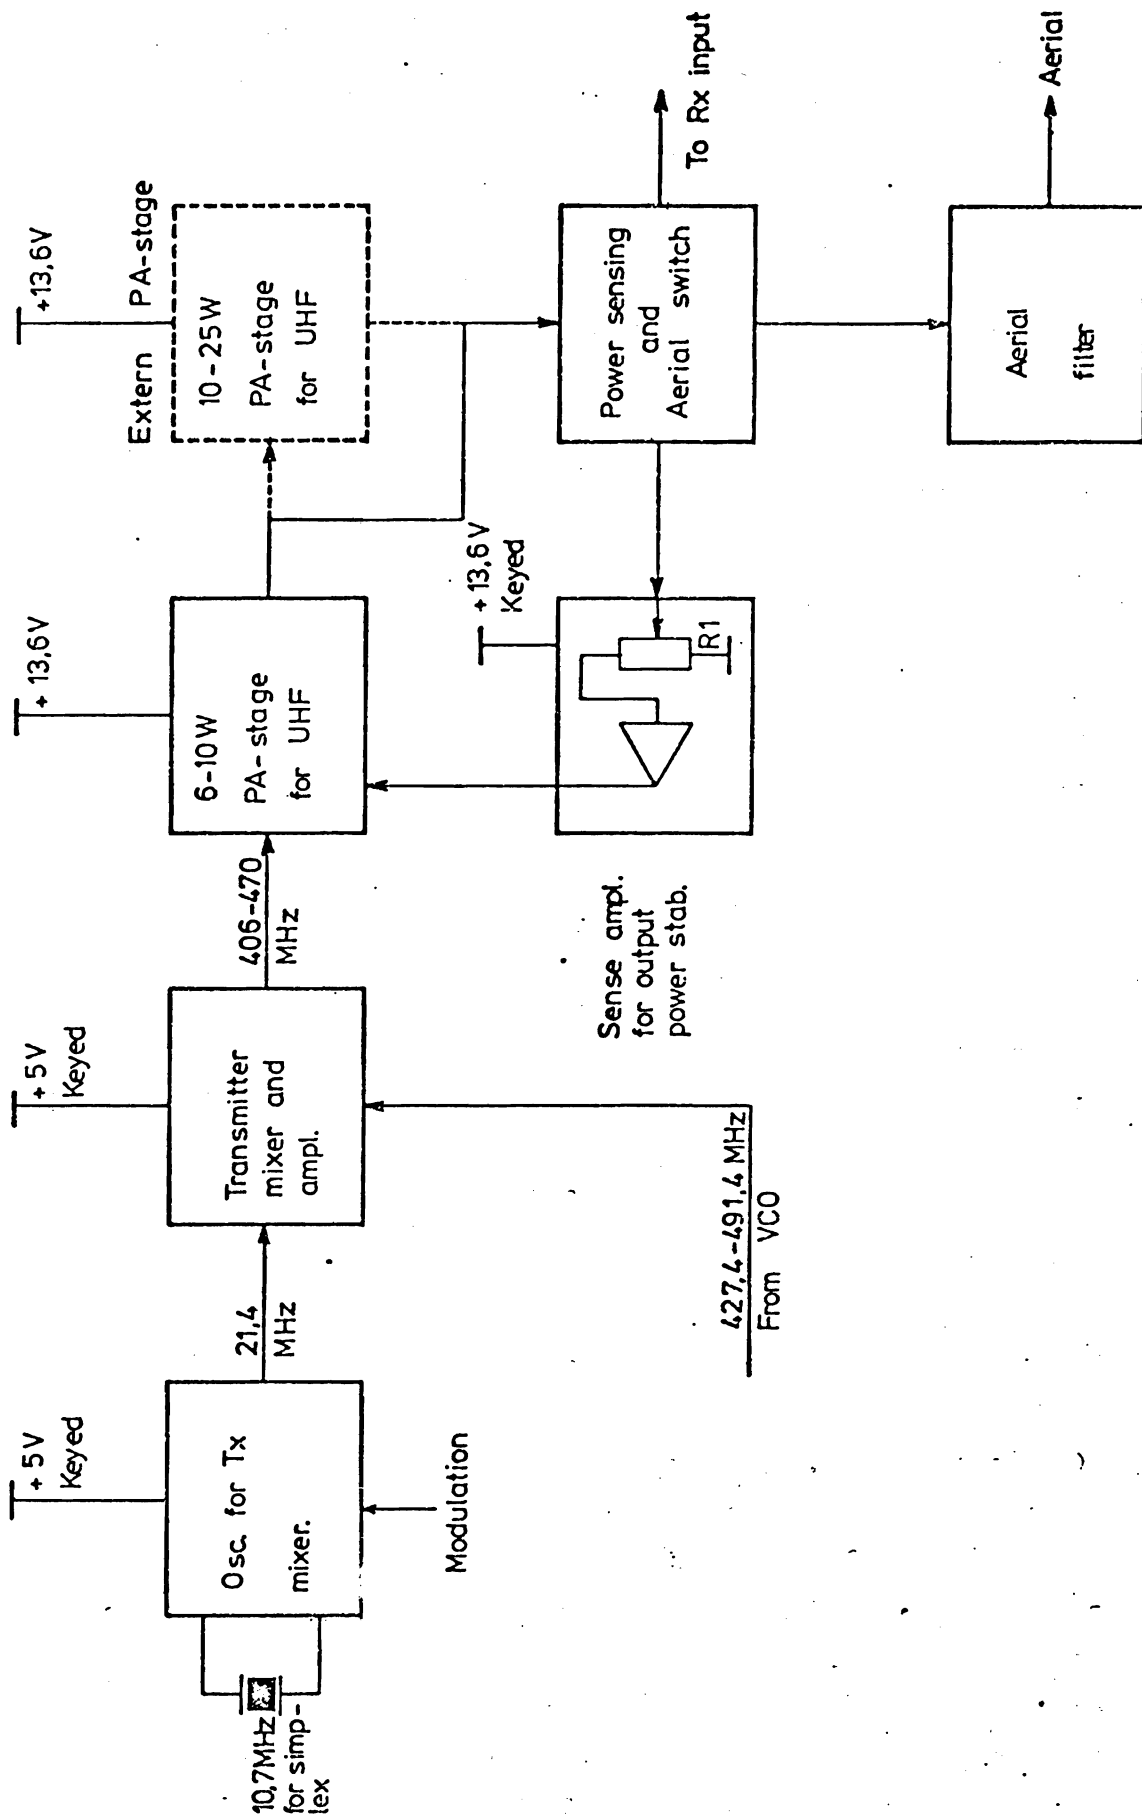 10,7MHz
for simp-
lex
+5V
Keyed
Osc. for Tx
mixer.
Modulation
21,4
MHz
+5V
Keyed
Transmitter
mixer and
ampl.
427,4-491,4 MHz
From VCO
406-470
MHz
+13,6V
6-10W
PA-stage
for UHF
Sense ampl.
for output
power stab.
+13,6V
Keyed
R1
+13,6V
Extern PA-stage
10-25W
PA-stage
for UHF
Power sensing
and
Aerial switch
To Rx input
Aerial
filter
Aerial